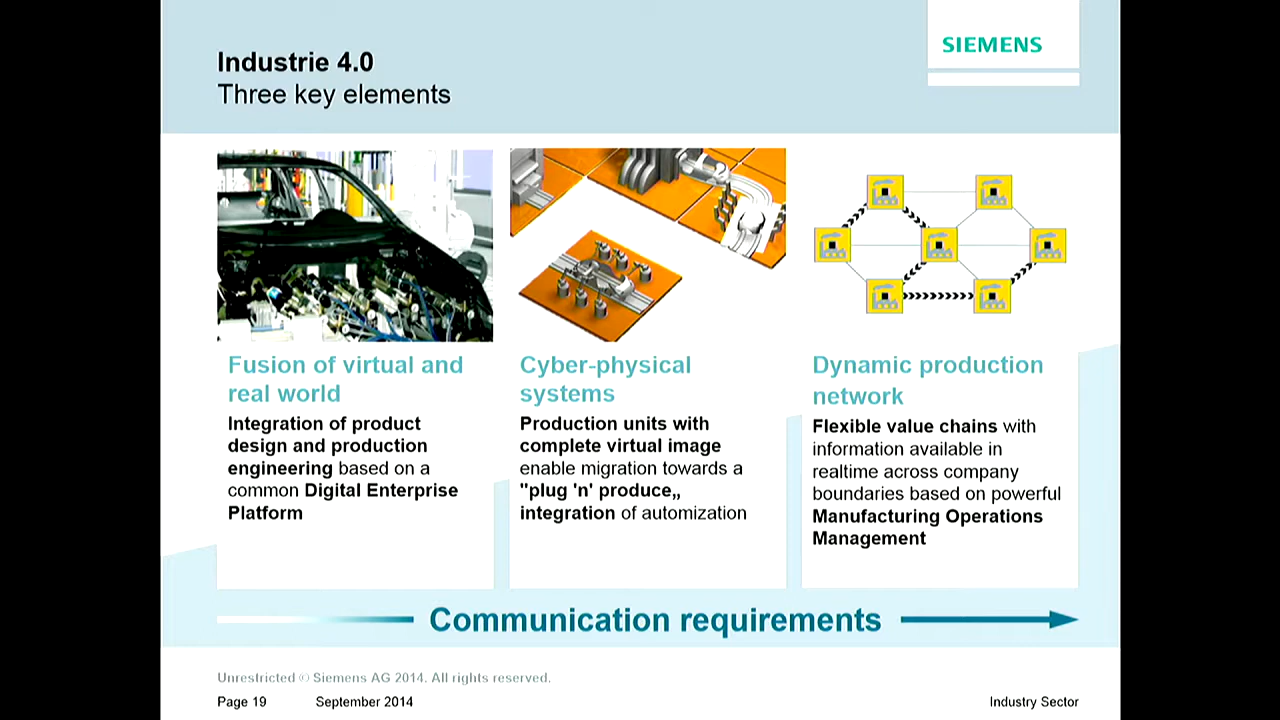 Industrie 4.0
Three key elements
SIEMENS
Fusion of virtual and
real world
Integration of product
design and production
engineering based on a
common Digital Enterprise
Platform
Cyber-physical
systems
Production units with
complete virtual image
enable migration towards a
"plug 'n' produce„
integration of automization
Dynamic production
network
Flexible value chains with
information available in
realtime across company
boundaries based on powerful
Manufacturing Operations
Management
Communication requirements
Unrestricted © Siemens AG 2014. All rights reserved.
Page 19 September 2014 Industry Sector